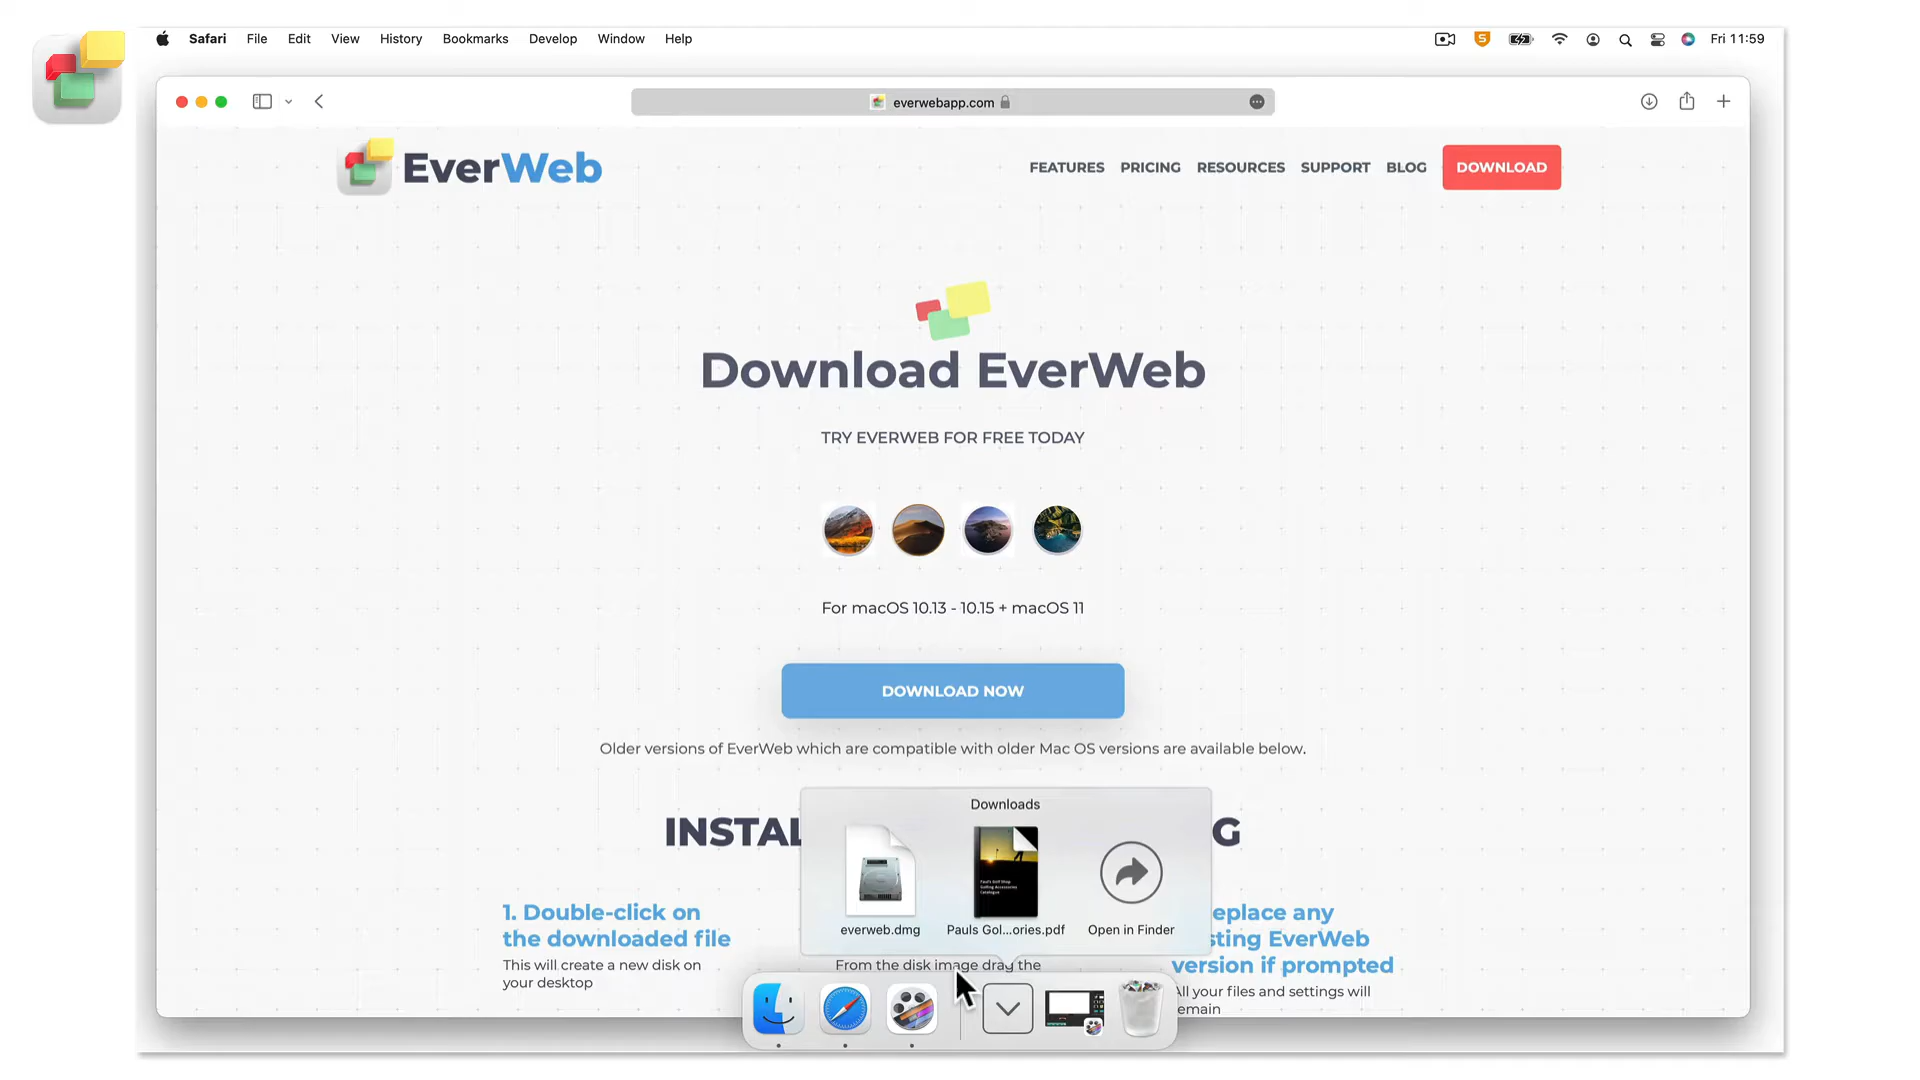 Safari File Edit View History Bookmarks Develop Window Help
Fri 11:59
everwebapp.com
EverWeb
FEATURES PRICING RESOURCES SUPPORT BLOG DOWNLOAD
Download EverWeb
TRY EVERWEB FOR FREE TODAY
For macOS 10.13 - 10.15 + macOS 11
DOWNLOAD NOW
Older versions of EverWeb which are compatible with older Mac OS versions are available below.
INSTAL
G
Downloads
everweb.dmg
Pauls Gol...ories.pdf
Open in Finder
1. Double-click on
the downloaded file
This will create a new disk on
your desktop
From the disk image drag the
eplace any
sting EverWeb
version if prompted
All your files and settings will
emain